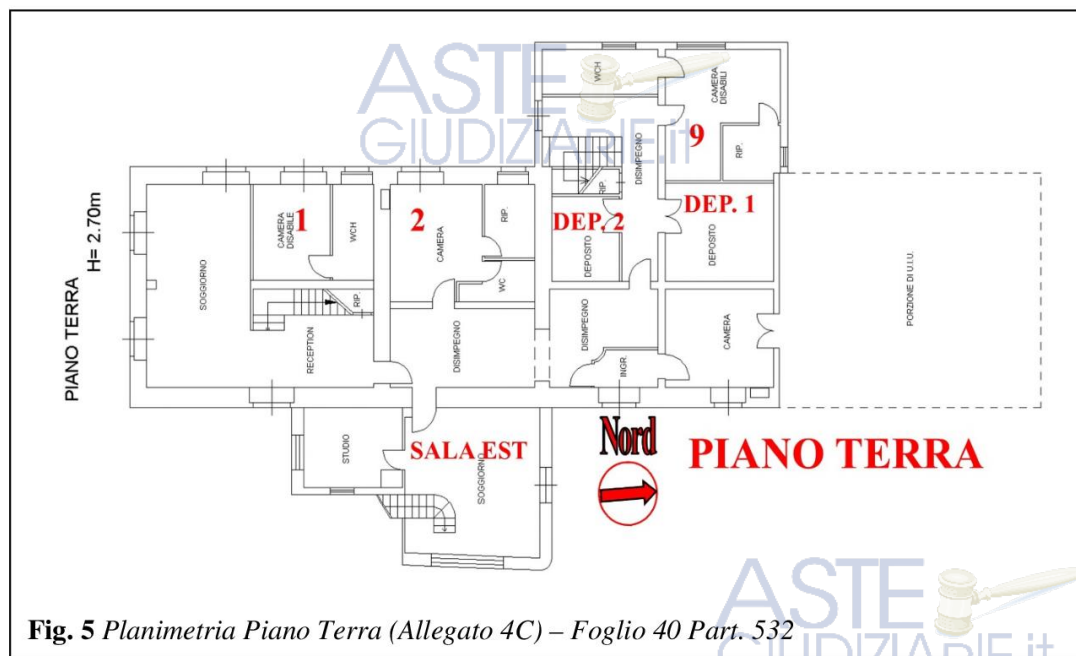 ASTE
GIUDIZIARIE.it
WCH
CAMERA
DISABILI
9
RIP.
DISIMPEGNO
RIP.
DEP. 2
DEP. 1
DEPOSITO
DEPOSITO
PIANO TERRA
H= 2.70m
SOGGIORNO
CAMERA
DISABILE
1
WCH
2
CAMERA
RIP.
WC
RIP.
RECEPTION
DISIMPEGNO
DISIMPEGNO
INGR.
CAMERA
PORZIONE DI U.I.U.
STUDIO
SALA EST
SOGGIORNO
Nord
PIANO TERRA
Fig. 5 Planimetria Piano Terra (Allegato 4C) – Foglio 40 Part. 532
ASTE
GIUDIZIARIE.it